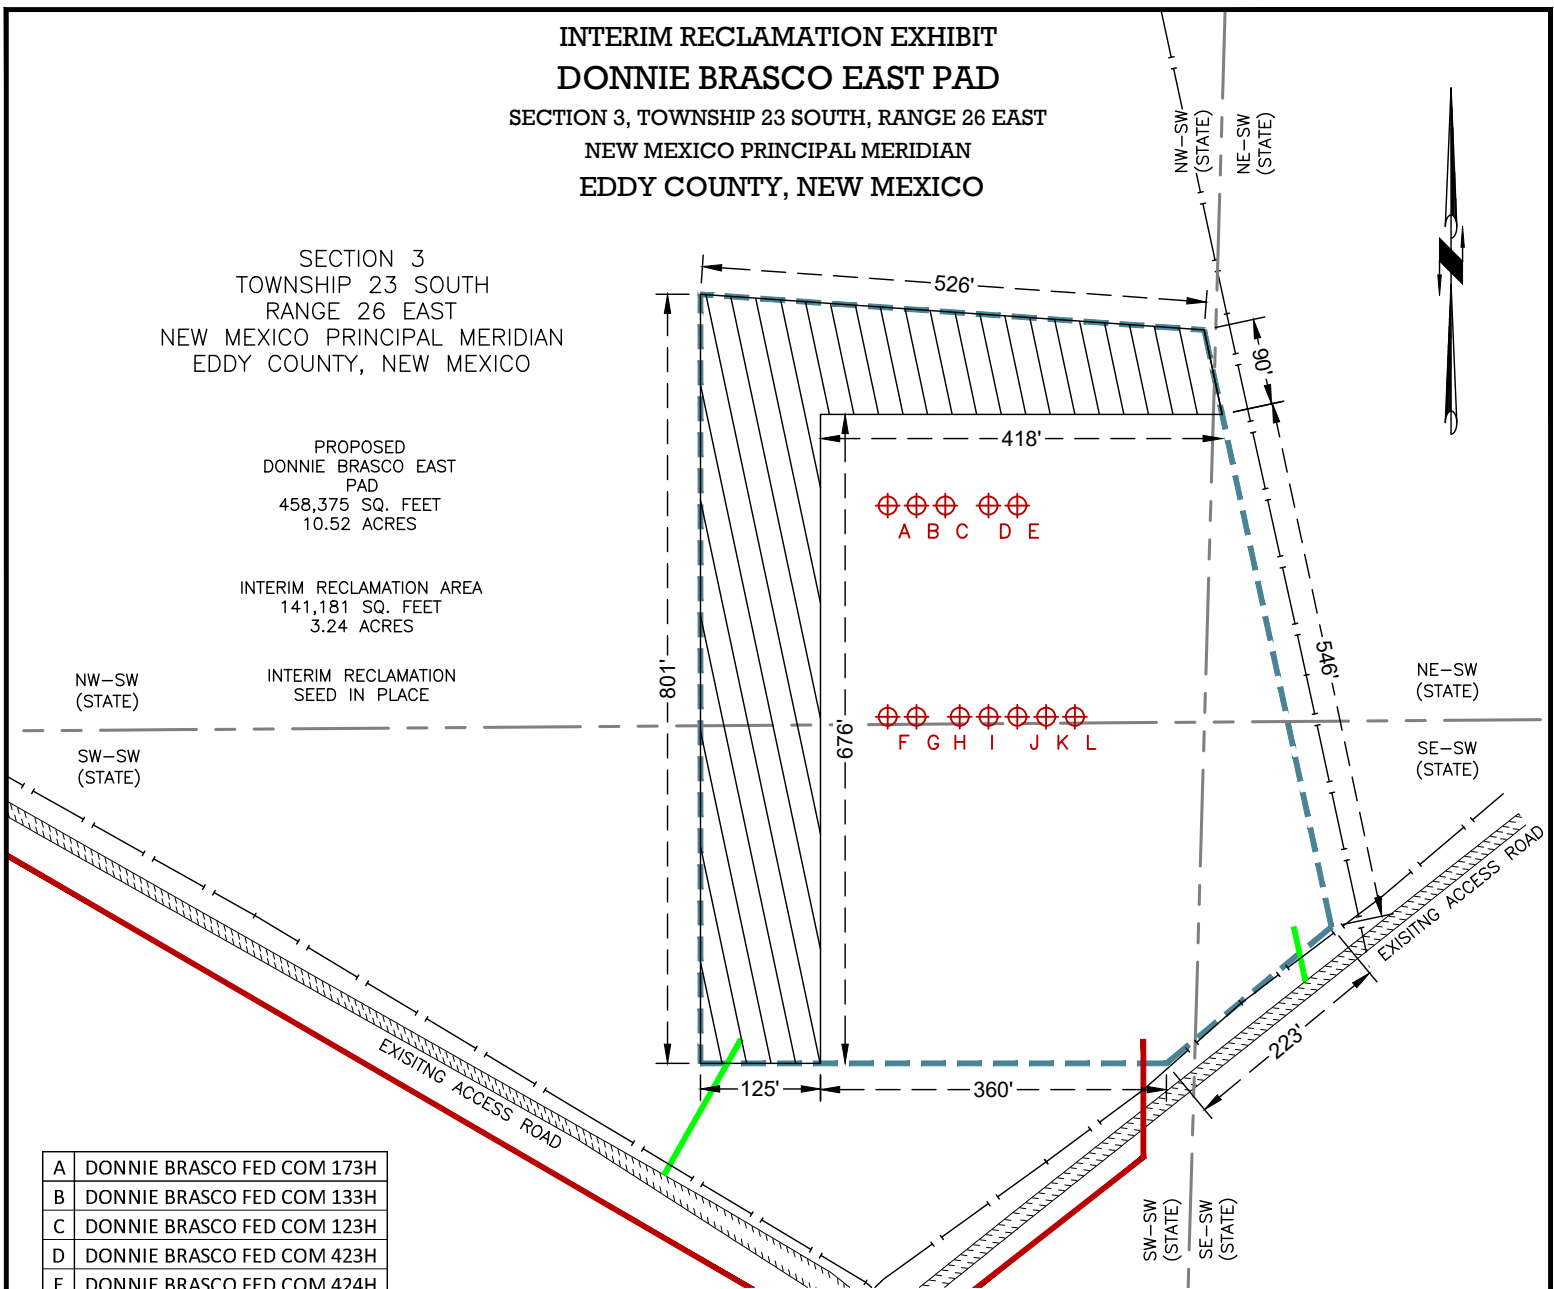 INTERIM RECLAMATION EXHIBIT
DONNIE BRASCO EAST PAD
SECTION 3, TOWNSHIP 23 SOUTH, RANGE 26 EAST
NEW MEXICO PRINCIPAL MERIDIAN
EDDY COUNTY, NEW MEXICO
NW-SW
(STATE)
NE-SW
(STATE)
SECTION 3
TOWNSHIP 23 SOUTH
RANGE 26 EAST
NEW MEXICO PRINCIPAL MERIDIAN
EDDY COUNTY, NEW MEXICO
526'
90'
418'
PROPOSED
DONNIE BRASCO EAST
PAD
458,375 SQ. FEET
10.52 ACRES
A B C D E
INTERIM RECLAMATION AREA
141,181 SQ. FEET
3.24 ACRES
INTERIM RECLAMATION
SEED IN PLACE
801'
676'
546'
NW-SW
(STATE)
NE-SW
(STATE)
F G H I J K L
SW-SW
(STATE)
SE-SW
(STATE)
EXISITNG ACCESS ROAD
EXISITNG ACCESS ROAD
223'
125'
360'
SW-SW
(STATE)
SE-SW
(STATE)
A DONNIE BRASCO FED COM 173H
B DONNIE BRASCO FED COM 133H
C DONNIE BRASCO FED COM 123H
D DONNIE BRASCO FED COM 423H
E DONNIE BRASCO FED COM 424H